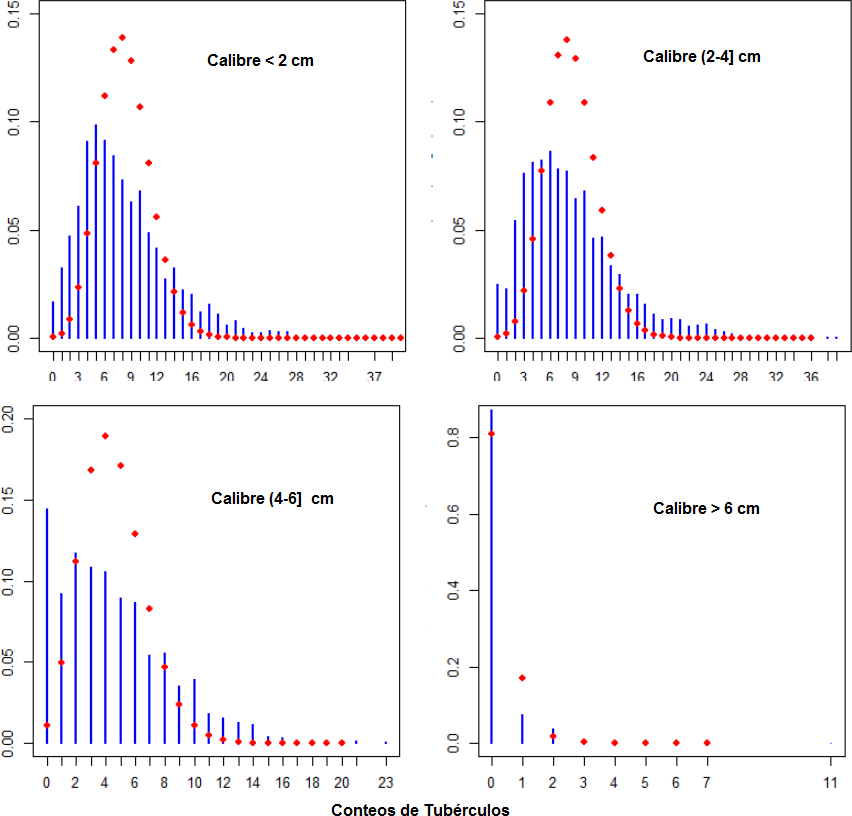 Calibre < 2 cm
0.00 0.05 0.10 0.15
0 3 6 9 12 16 20 24 28 32 37
Calibre (2-4] cm
0.00 0.05 0.10 0.15
0 3 6 9 12 16 20 24 28 32 36
Calibre (4-6] cm
0.00 0.05 0.10 0.15 0.20
0 2 4 6 8 10 12 14 16 18 20 23
Calibre > 6 cm
0.0 0.2 0.4 0.6 0.8
0 1 2 3 4 5 6 7 11
Conteos de Tubérculos